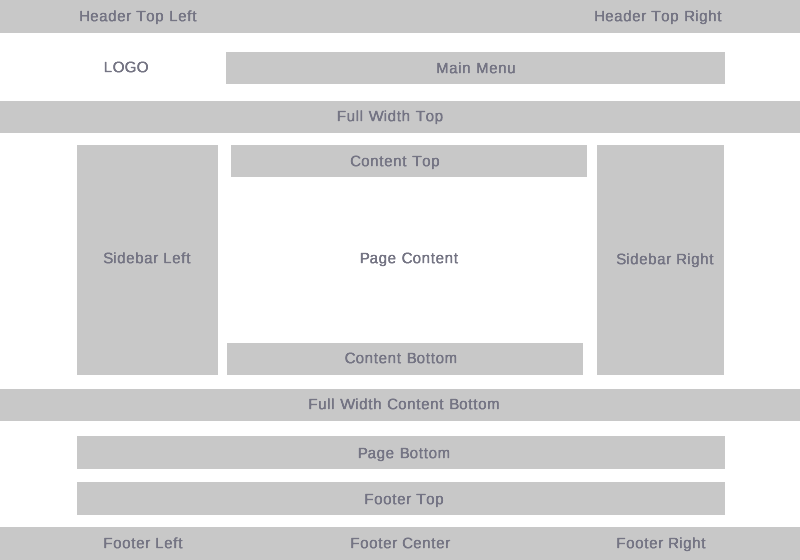 Header Top Left
Header Top Right
LOGO
Main Menu
Full Width Top
Content Top
Sidebar Left
Page Content
Sidebar Right
Content Bottom
Full Width Content Bottom
Page Bottom
Footer Top
Footer Left
Footer Center
Footer Right